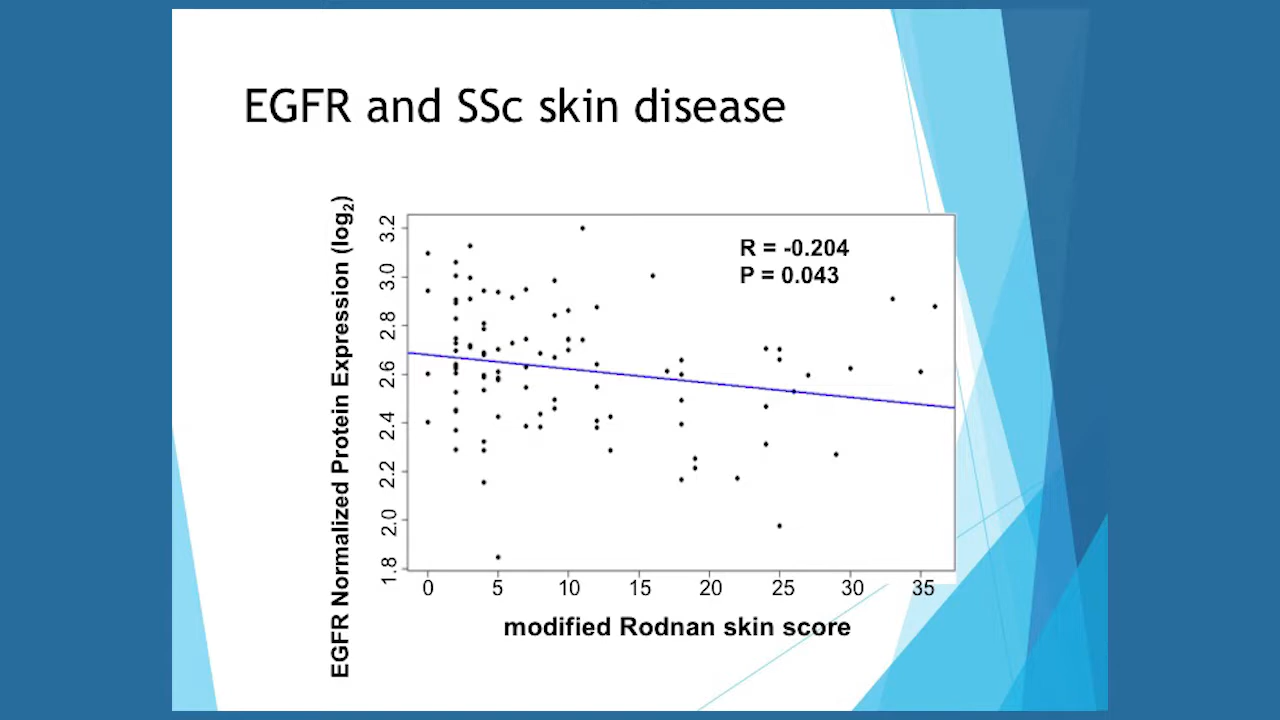 EGFR and SSc skin disease
EGFR Normalized Protein Expression (log2)
3.2
3.0
2.8
2.6
2.4
2.2
2.0
1.8
R = -0.204
P = 0.043
0 5 10 15 20 25 30 35
modified Rodnan skin score